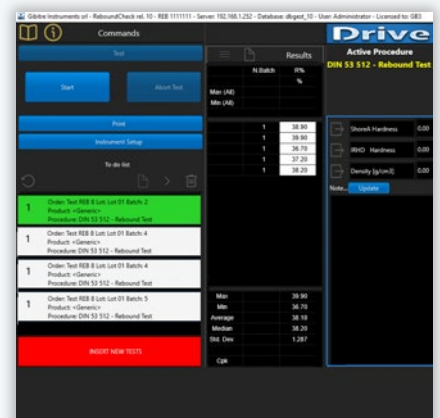 Gibitre Instruments srl - ReboundCheck rel. 10 - REB 1111111 - Server: 192.168.1.252 - Database: dbgest_10 - User: Administrator - Licensed to: GB3
Commands
Test
Start
Abort Test
Print
Instrument Setup
To do list
1
Order: Test REB 8 Lot: Lot 01 Batch: 2
Product: <Generic>
Procedure: DIN 53 512 - Rebound Test
1
Order: Test REB 8 Lot: Lot 01 Batch: 4
Product: <Generic>
Procedure: DIN 53 512 - Rebound Test
1
Order: Test REB 8 Lot: Lot 01 Batch: 4
Product: <Generic>
Procedure: DIN 53 512 - Rebound Test
1
Order: Test REB 8 Lot: Lot 01 Batch: 5
Product: <Generic>
Procedure: DIN 53 512 - Rebound Test
INSERT NEW TESTS
Results
N.Batch R%
%
Max (All)
Min (All)
1 38.90
1 39.90
1 36.70
1 37.20
1 38.20
Max 39.90
Min 36.70
Average 38.18
Median 38.20
Std. Dev 1.287
Cpk
Drive
Active Procedure
DIN 53 512 - Rebound Test
ShoreA Hardness 0.00
IRHD Hardness 0.00
Density [g/cm3] 0.00
Note... Update